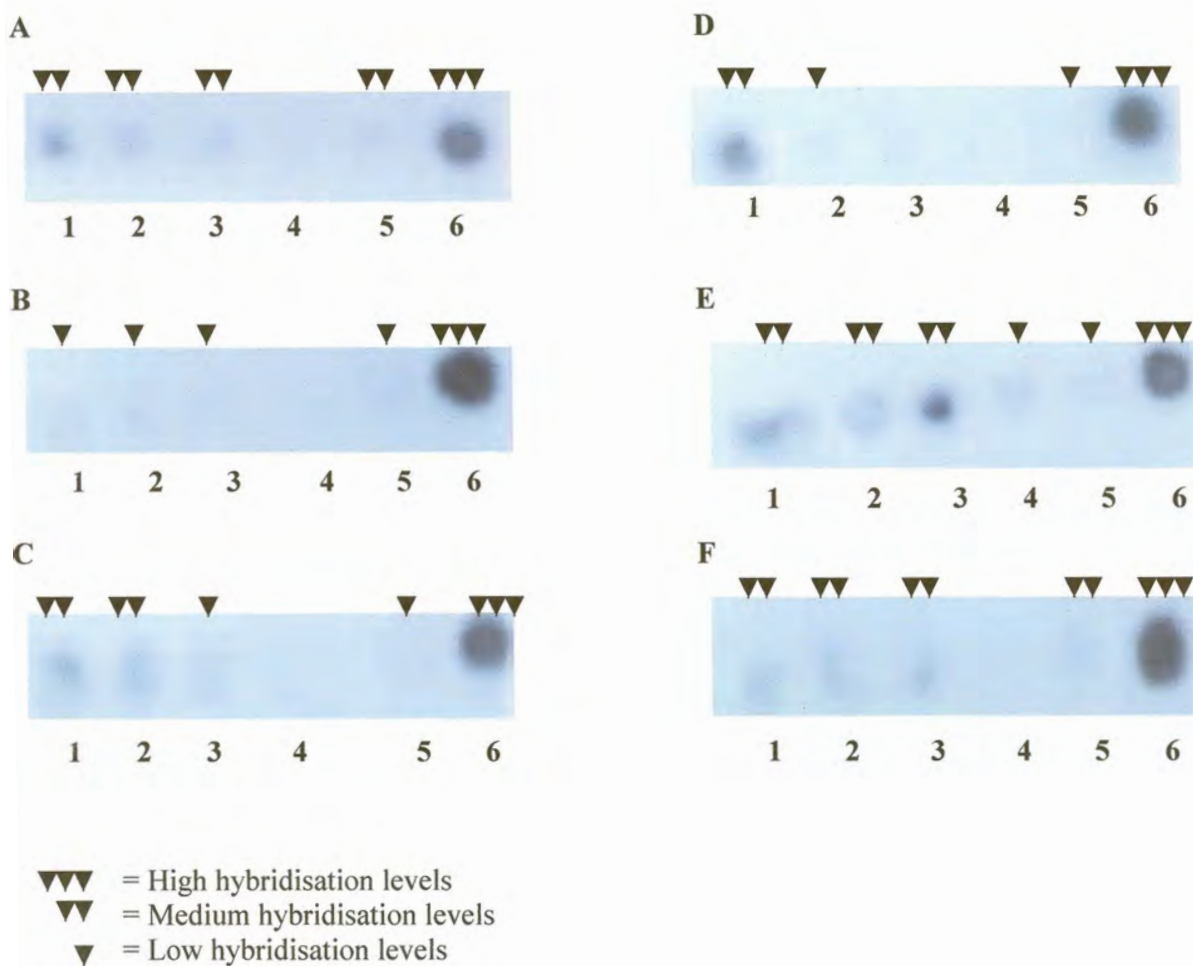 A
1 2 3 4 5 6
B
1 2 3 4 5 6
C
1 2 3 4 5 6
D
1 2 3 4 5 6
E
1 2 3 4 5 6
F
1 2 3 4 5 6
= High hybridisation levels
= Medium hybridisation levels
= Low hybridisation levels